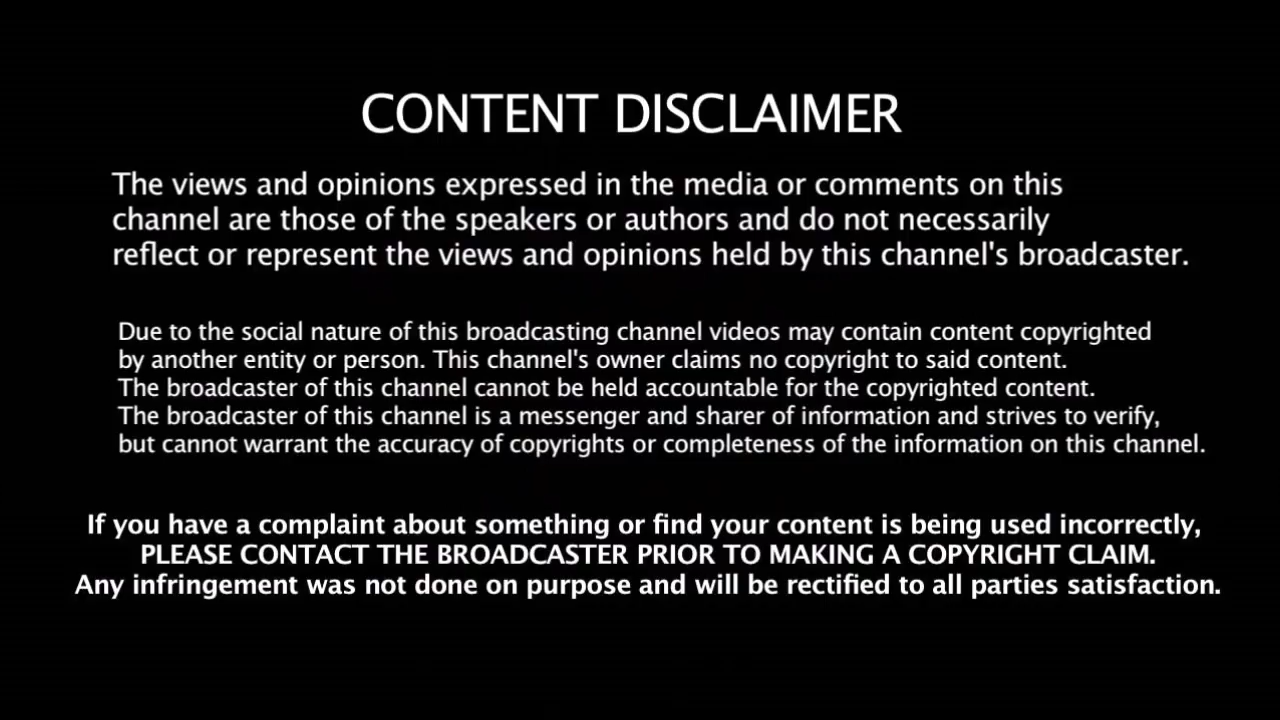 CONTENT DISCLAIMER
The views and opinions expressed in the media or comments on this
channel are those of the speakers or authors and do not necessarily
reflect or represent the views and opinions held by this channel's broadcaster.
Due to the social nature of this broadcasting channel videos may contain content copyrighted
by another entity or person. This channel's owner claims no copyright to said content.
The broadcaster of this channel cannot be held accountable for the copyrighted content.
The broadcaster of this channel is a messenger and sharer of information and strives to verify,
but cannot warrant the accuracy of copyrights or completeness of the information on this channel.
If you have a complaint about something or find your content is being used incorrectly,
PLEASE CONTACT THE BROADCASTER PRIOR TO MAKING A COPYRIGHT CLAIM.
Any infringement was not done on purpose and will be rectified to all parties satisfaction.